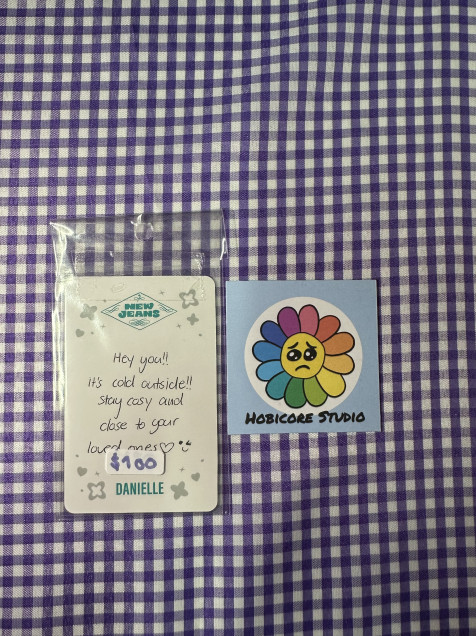 NEW
JEANS
Hey you!!
it's cold outside!!
stay cosy and
close to your
loved ones♡
$100
DANIELLE
HOBICORE STUDIO